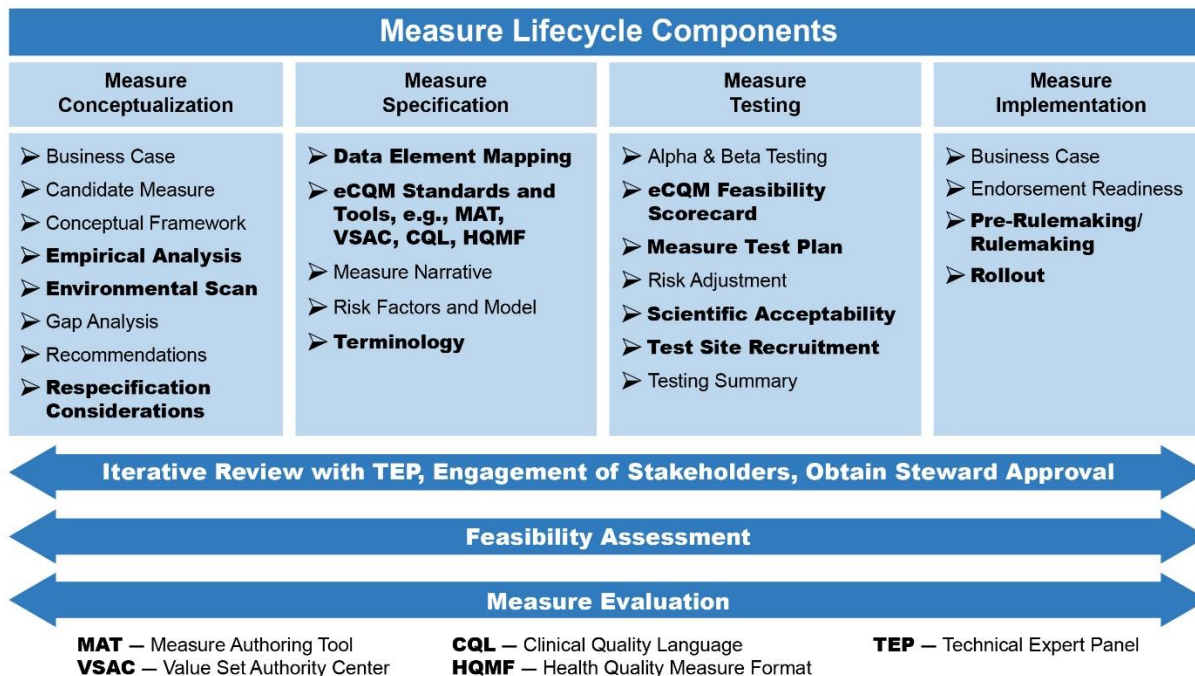 Measure Lifecycle Components
Measure
Conceptualization
➢ Business Case
➢ Candidate Measure
➢ Conceptual Framework
➢ Empirical Analysis
➢ Environmental Scan
➢ Gap Analysis
➢ Recommendations
➢ Respecification
Considerations
Measure
Specification
➢ Data Element Mapping
➢ eCQM Standards and
Tools, e.g., MAT,
VSAC, CQL, HQMF
➢ Measure Narrative
➢ Risk Factors and Model
➢ Terminology
Measure
Testing
➢ Alpha & Beta Testing
➢ eCQM Feasibility
Scorecard
➢ Measure Test Plan
➢ Risk Adjustment
➢ Scientific Acceptability
➢ Test Site Recruitment
➢ Testing Summary
Measure
Implementation
➢ Business Case
➢ Endorsement Readiness
➢ Pre-Rulemaking/
Rulemaking
➢ Rollout
Iterative Review with TEP, Engagement of Stakeholders, Obtain Steward Approval
Feasibility Assessment
Measure Evaluation
MAT — Measure Authoring Tool
VSAC — Value Set Authority Center
CQL — Clinical Quality Language
HQMF — Health Quality Measure Format
TEP — Technical Expert Panel